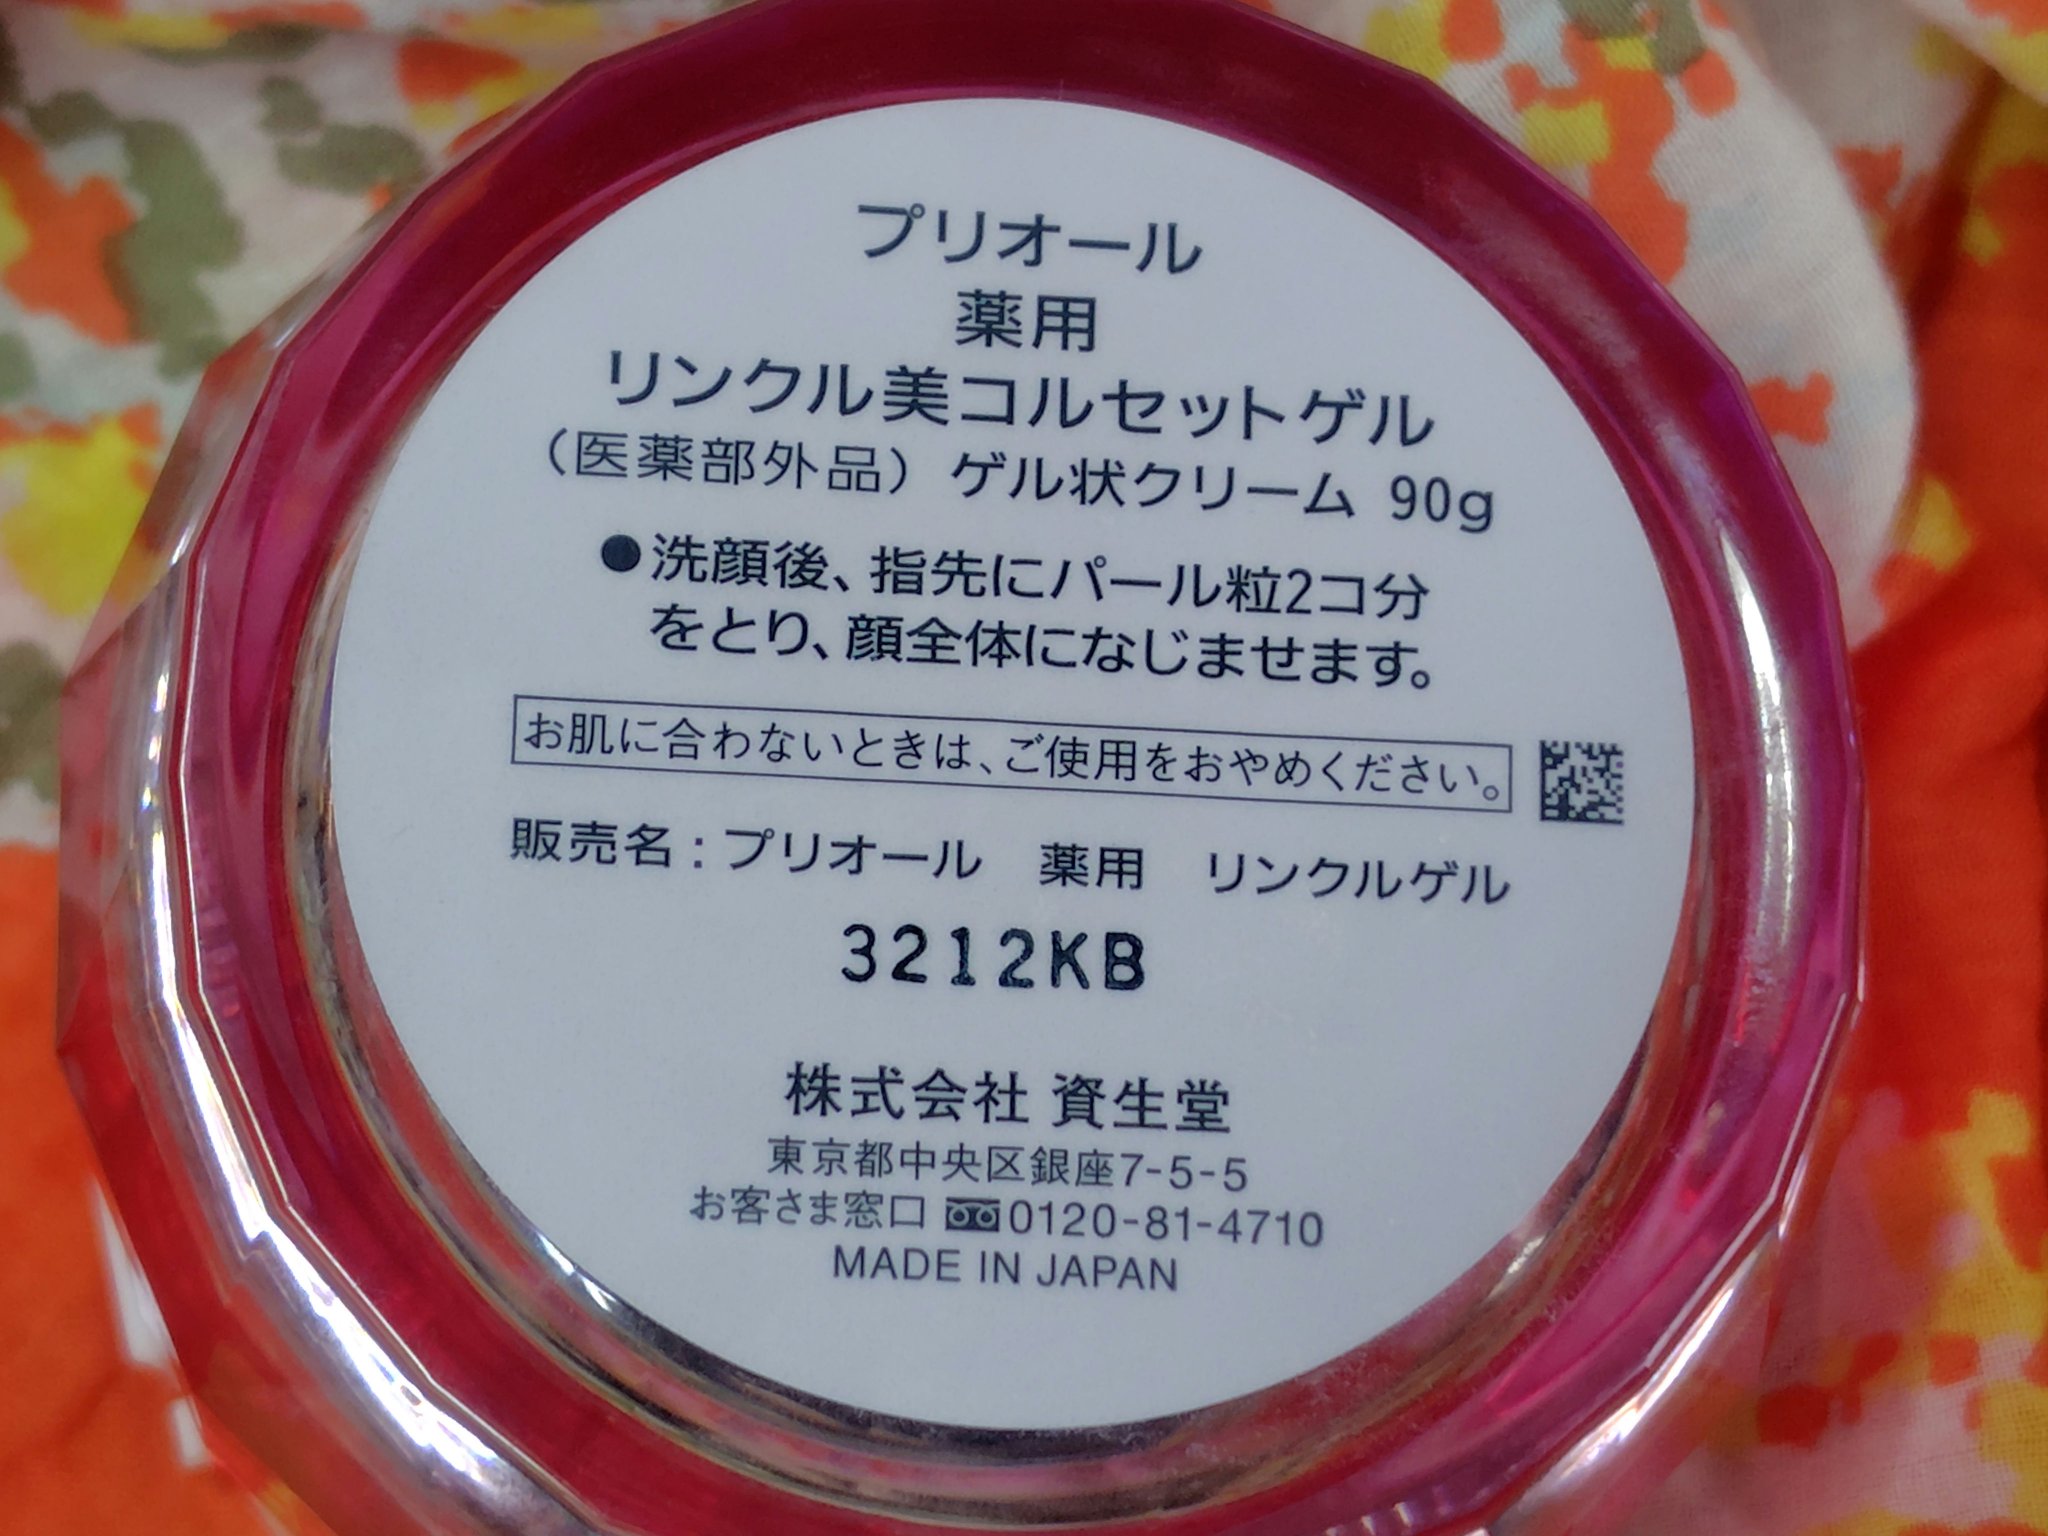 プリオール
薬用
リンクル美コルセットゲル
（医薬部外品）ゲル状クリーム 90g
●洗顔後、指先にパール粒2コ分
をとり、顔全体になじませます。
お肌に合わないときは、ご使用をおやめください。
販売名：プリオール　薬用　リンクルゲル
3212KB
株式会社 資生堂
東京都中央区銀座7-5-5
お客さま窓口 0120-81-4710
MADE IN JAPAN